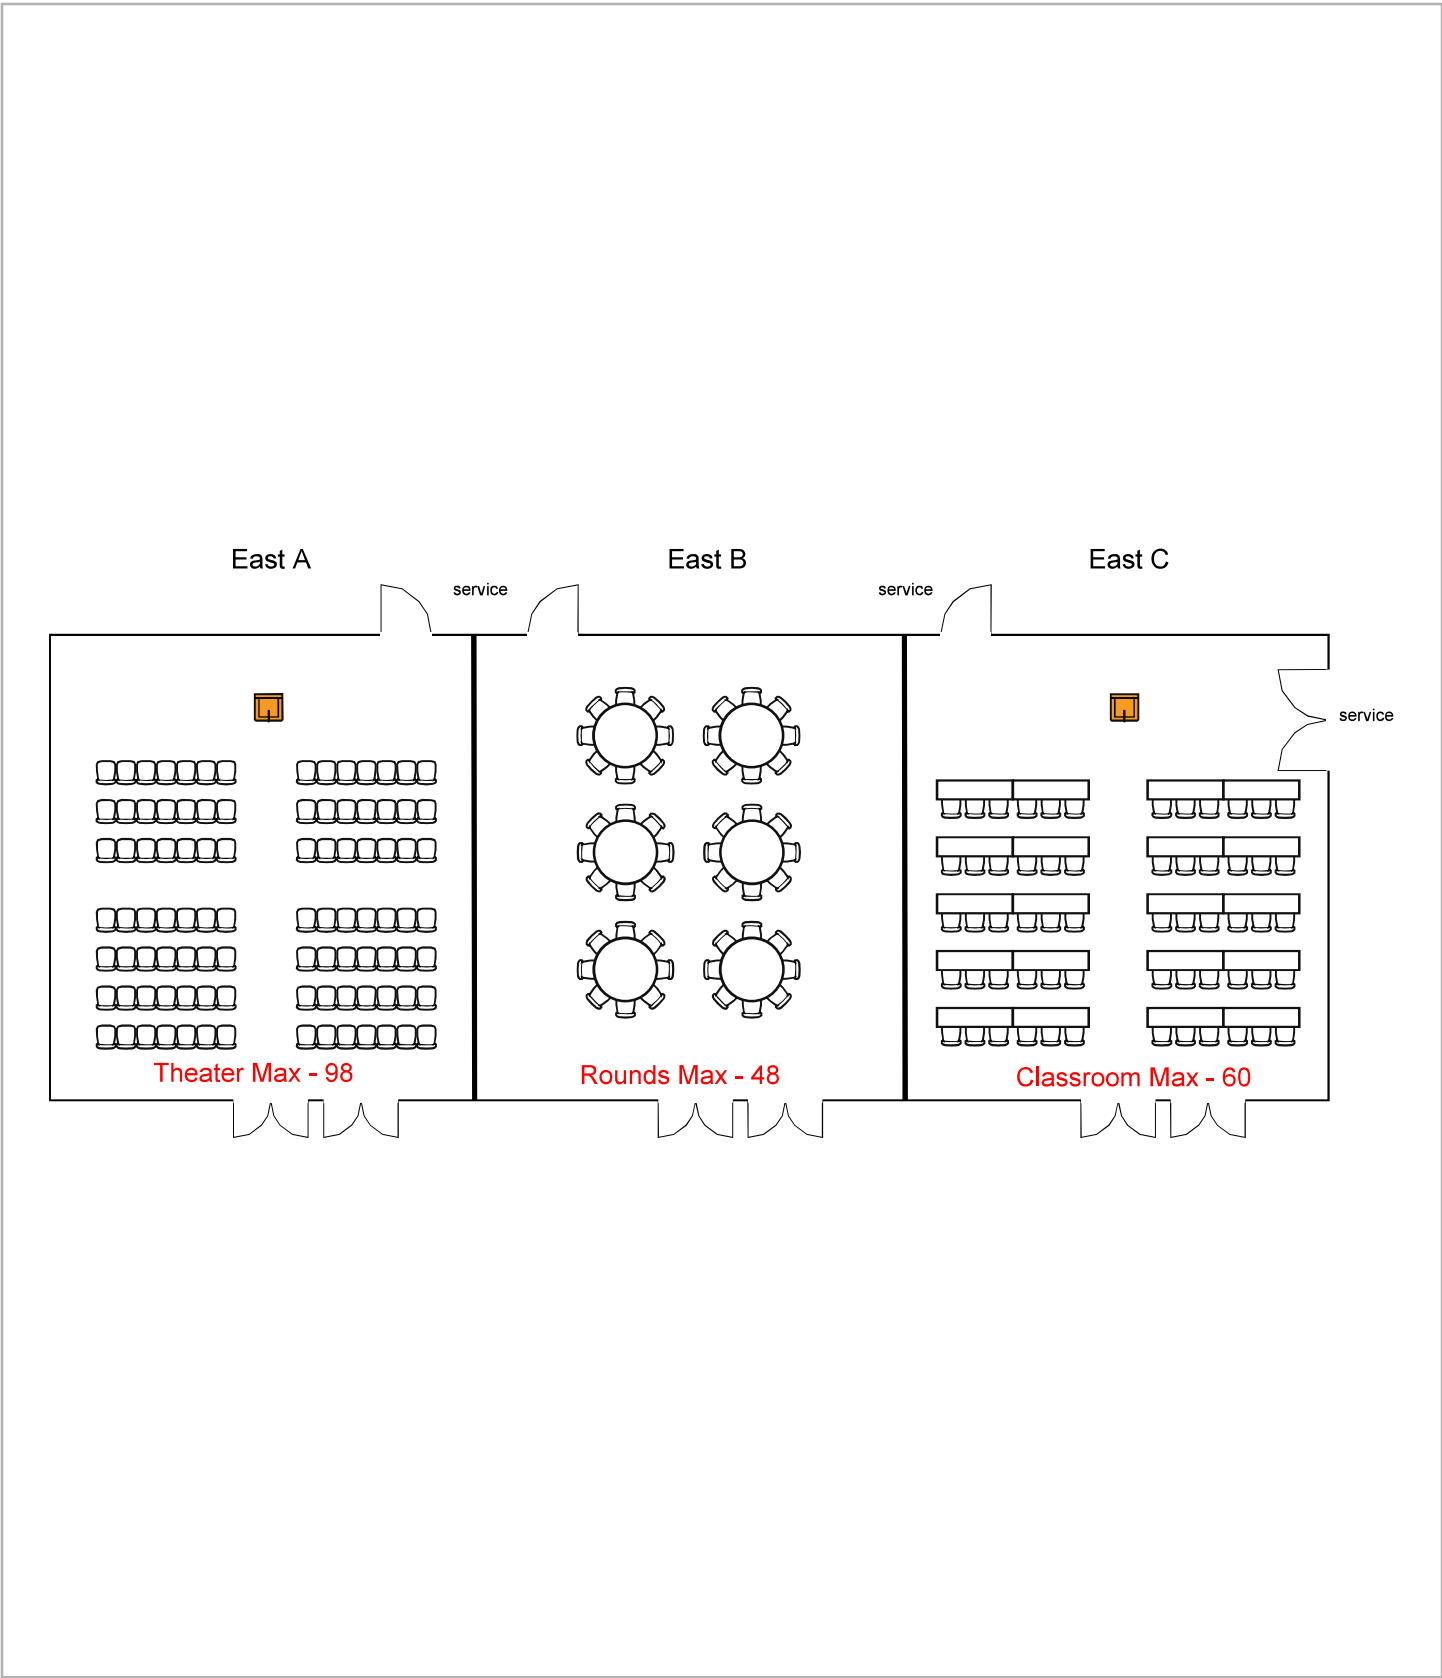 East A
East B
East C
service
service
service
Theater Max - 98
Rounds Max - 48
Classroom Max - 60